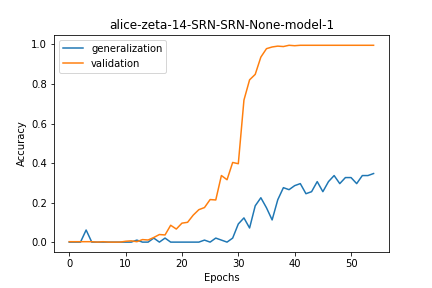 alice-zeta-14-SRN-SRN-None-model-1
generalization
validation
Accuracy
1.0
0.8
0.6
0.4
0.2
0.0
0 10 20 30 40 50
Epochs